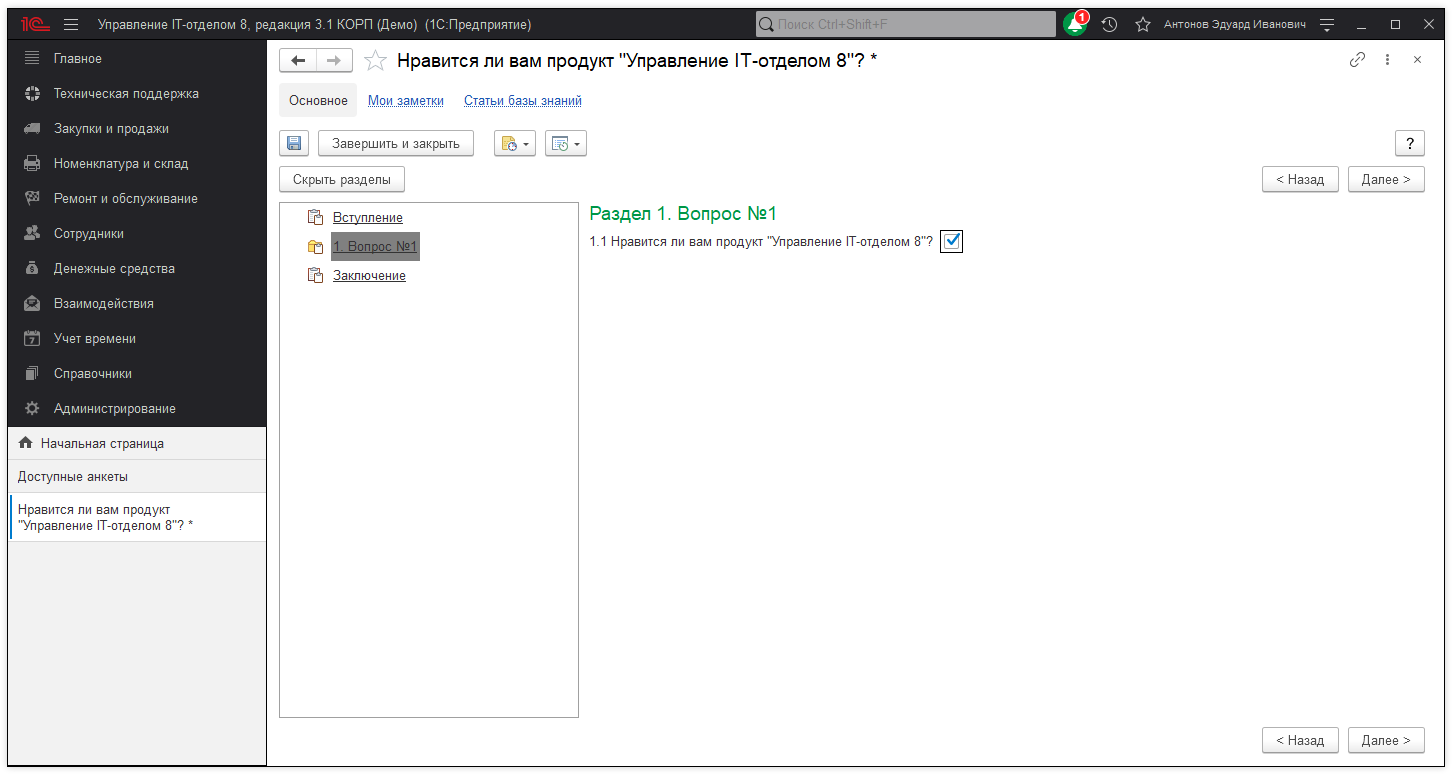 1С
Управление IT-отделом 8, редакция 3.1 КОРП (Демо) (1С:Предприятие)
Поиск Ctrl+Shift+F
1
Антонов Эдуард Иванович
Главное
Техническая поддержка
Закупки и продажи
Номенклатура и склад
Ремонт и обслуживание
Сотрудники
Денежные средства
Взаимодействия
7
Учет времени
Справочники
Администрирование
Начальная страница
Доступные анкеты
Нравится ли вам продукт
"Управление IT-отделом 8"? *
Нравится ли вам продукт "Управление IT-отделом 8"? *
Основное
Мои заметки
Статьи базы знаний
Завершить и закрыть
?
Скрыть разделы
< Назад
Далее >
Вступление
1. Вопрос №1
Заключение
Раздел 1. Вопрос №1
1.1 Нравится ли вам продукт "Управление IT-отделом 8"?
< Назад
Далее >